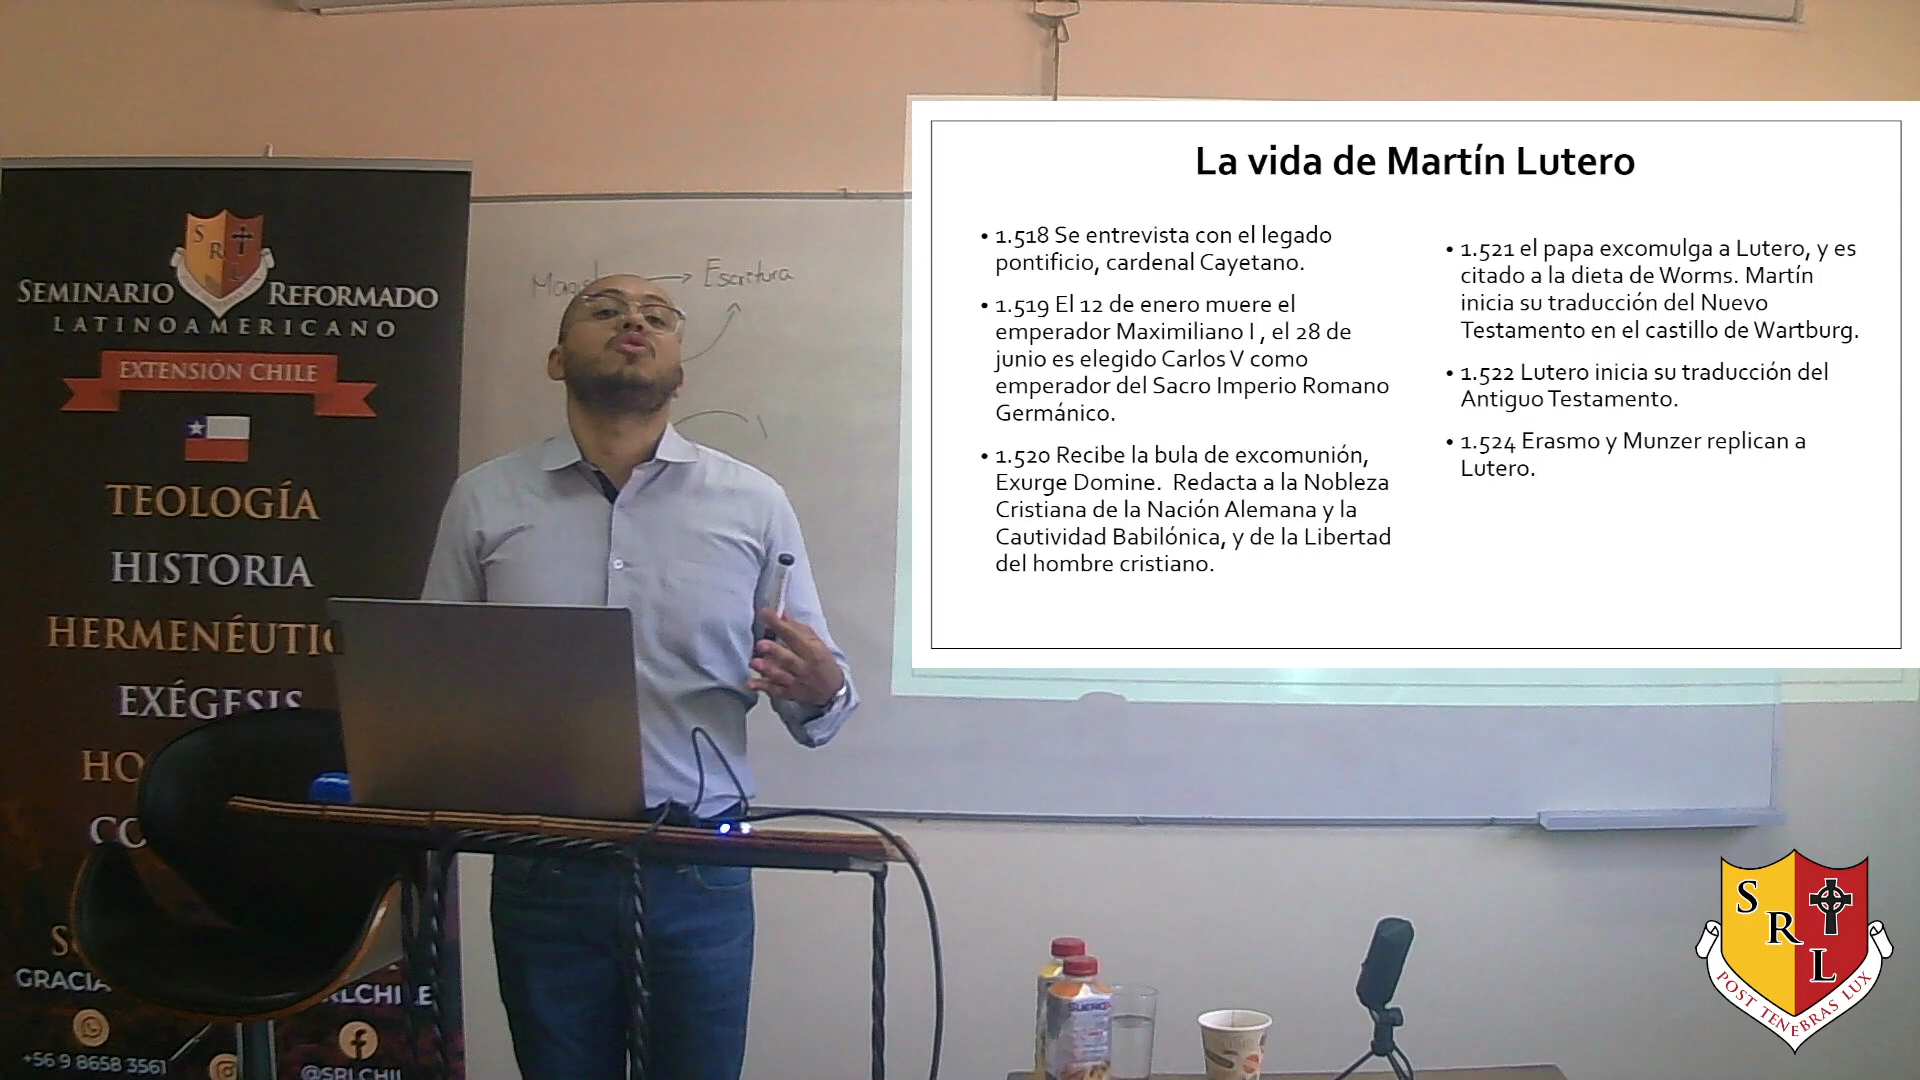 SEMINARIO REFORMADO
LATINOAMERICANO
S
R
L
EXTENSIÓN CHILE
TEOLOGÍA
HISTORIA
HERMENÉUTIC
EXÉGESIS
HO
CO
S
GRACIA
+56 9 8658 3561
SRLCHILE
@SRLCHIL
Escritura
La vida de Martín Lutero
• 1.518 Se entrevista con el legado
pontificio, cardenal Cayetano.
• 1.519 El 12 de enero muere el
emperador Maximiliano I , el 28 de
junio es elegido Carlos V como
emperador del Sacro Imperio Romano
Germánico.
• 1.520 Recibe la bula de excomunión,
Exurge Domine. Redacta a la Nobleza
Cristiana de la Nación Alemana y la
Cautividad Babilónica, y de la Libertad
del hombre cristiano.
• 1.521 el papa excomulga a Lutero, y es
citado a la dieta de Worms. Martín
inicia su traducción del Nuevo
Testamento en el castillo de Wartburg.
• 1.522 Lutero inicia su traducción del
Antiguo Testamento.
• 1.524 Erasmo y Munzer replican a
Lutero.
S
R
L
POST TENEBRAS LUX